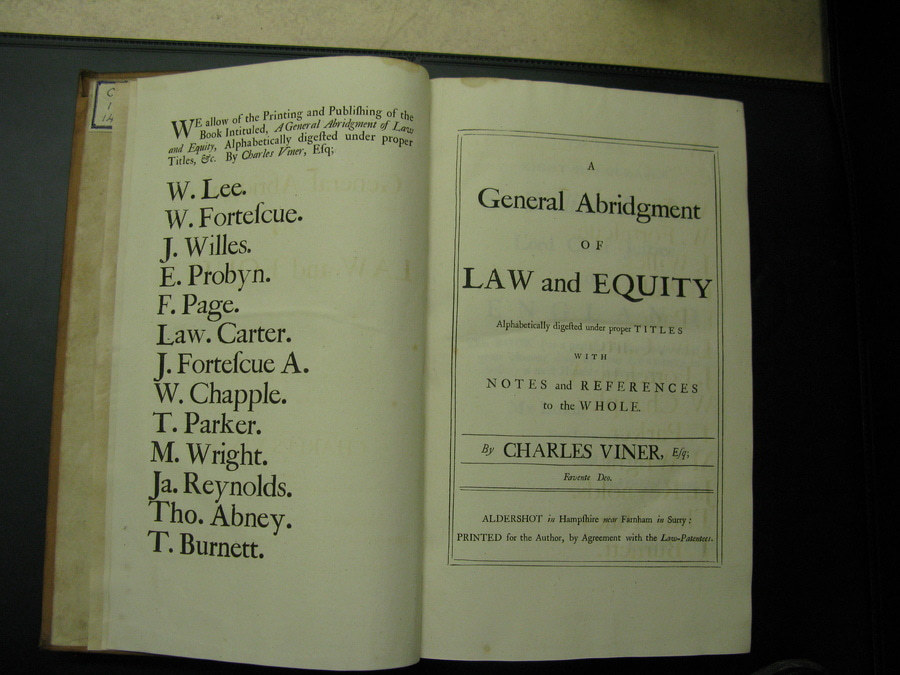 C
1
14
WE allow of the Printing and Publiſhing of the
Book Intituled, A General Abridgment of Law
and Equity, Alphabetically digeſted under proper
Titles, &c. By Charles Viner, Eſq;
W. Lee.
W. Forteſcue.
J. Willes.
E. Probyn.
F. Page.
Law. Carter.
J. Forteſcue A.
W. Chapple.
T. Parker.
M. Wright.
Ja. Reynolds.
Tho. Abney.
T. Burnett.
A
General Abridgment
OF
LAW and EQUITY
Alphabetically digeſted under proper TITLES
WITH
NOTES and REFERENCES
to the WHOLE.
By CHARLES VINER, Eſq;
Favente Deo.
ALDERSHOT in Hampſhire near Farnham in Surry:
PRINTED for the Author, by Agreement with the Law-Patentees.